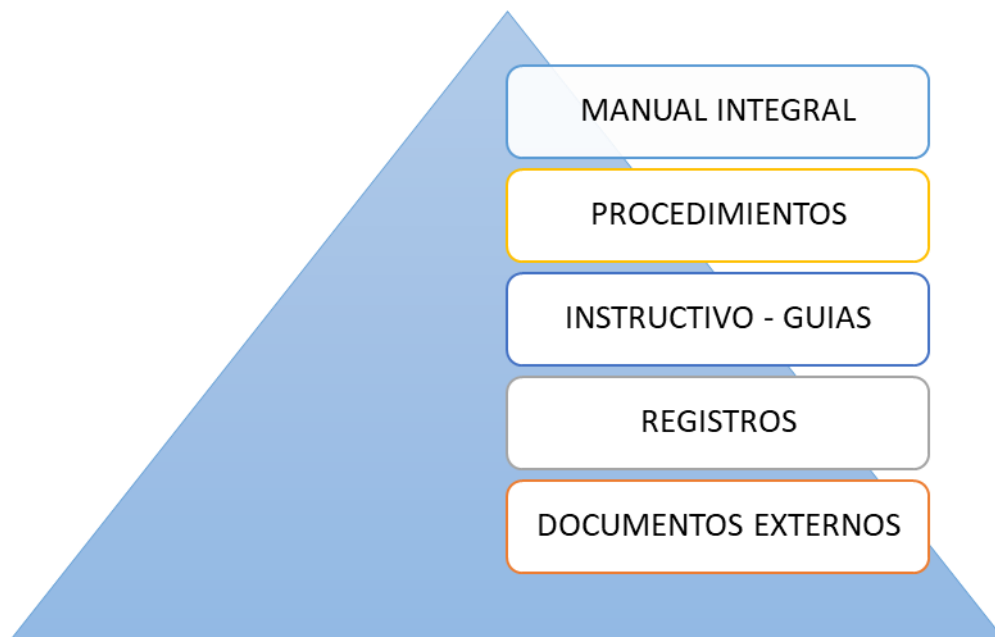 MANUAL INTEGRAL
PROCEDIMIENTOS
INSTRUCTIVO - GUIAS
REGISTROS
DOCUMENTOS EXTERNOS